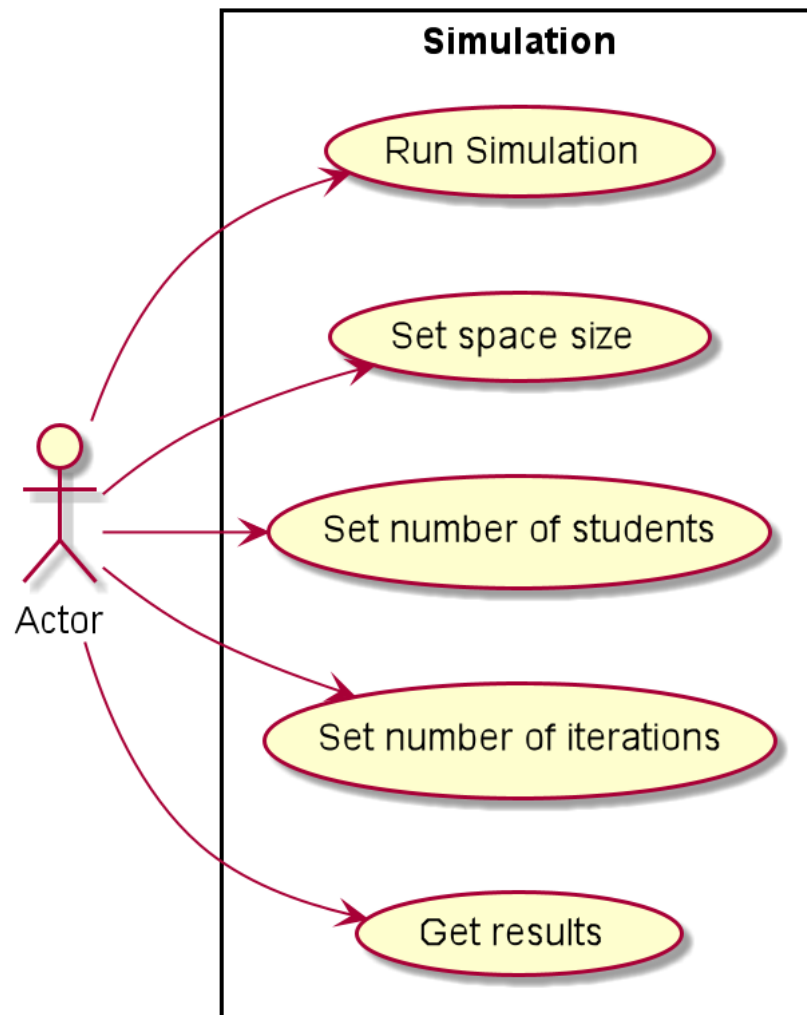 Simulation
Run Simulation
Set space size
Set number of students
Actor
Set number of iterations
Get results